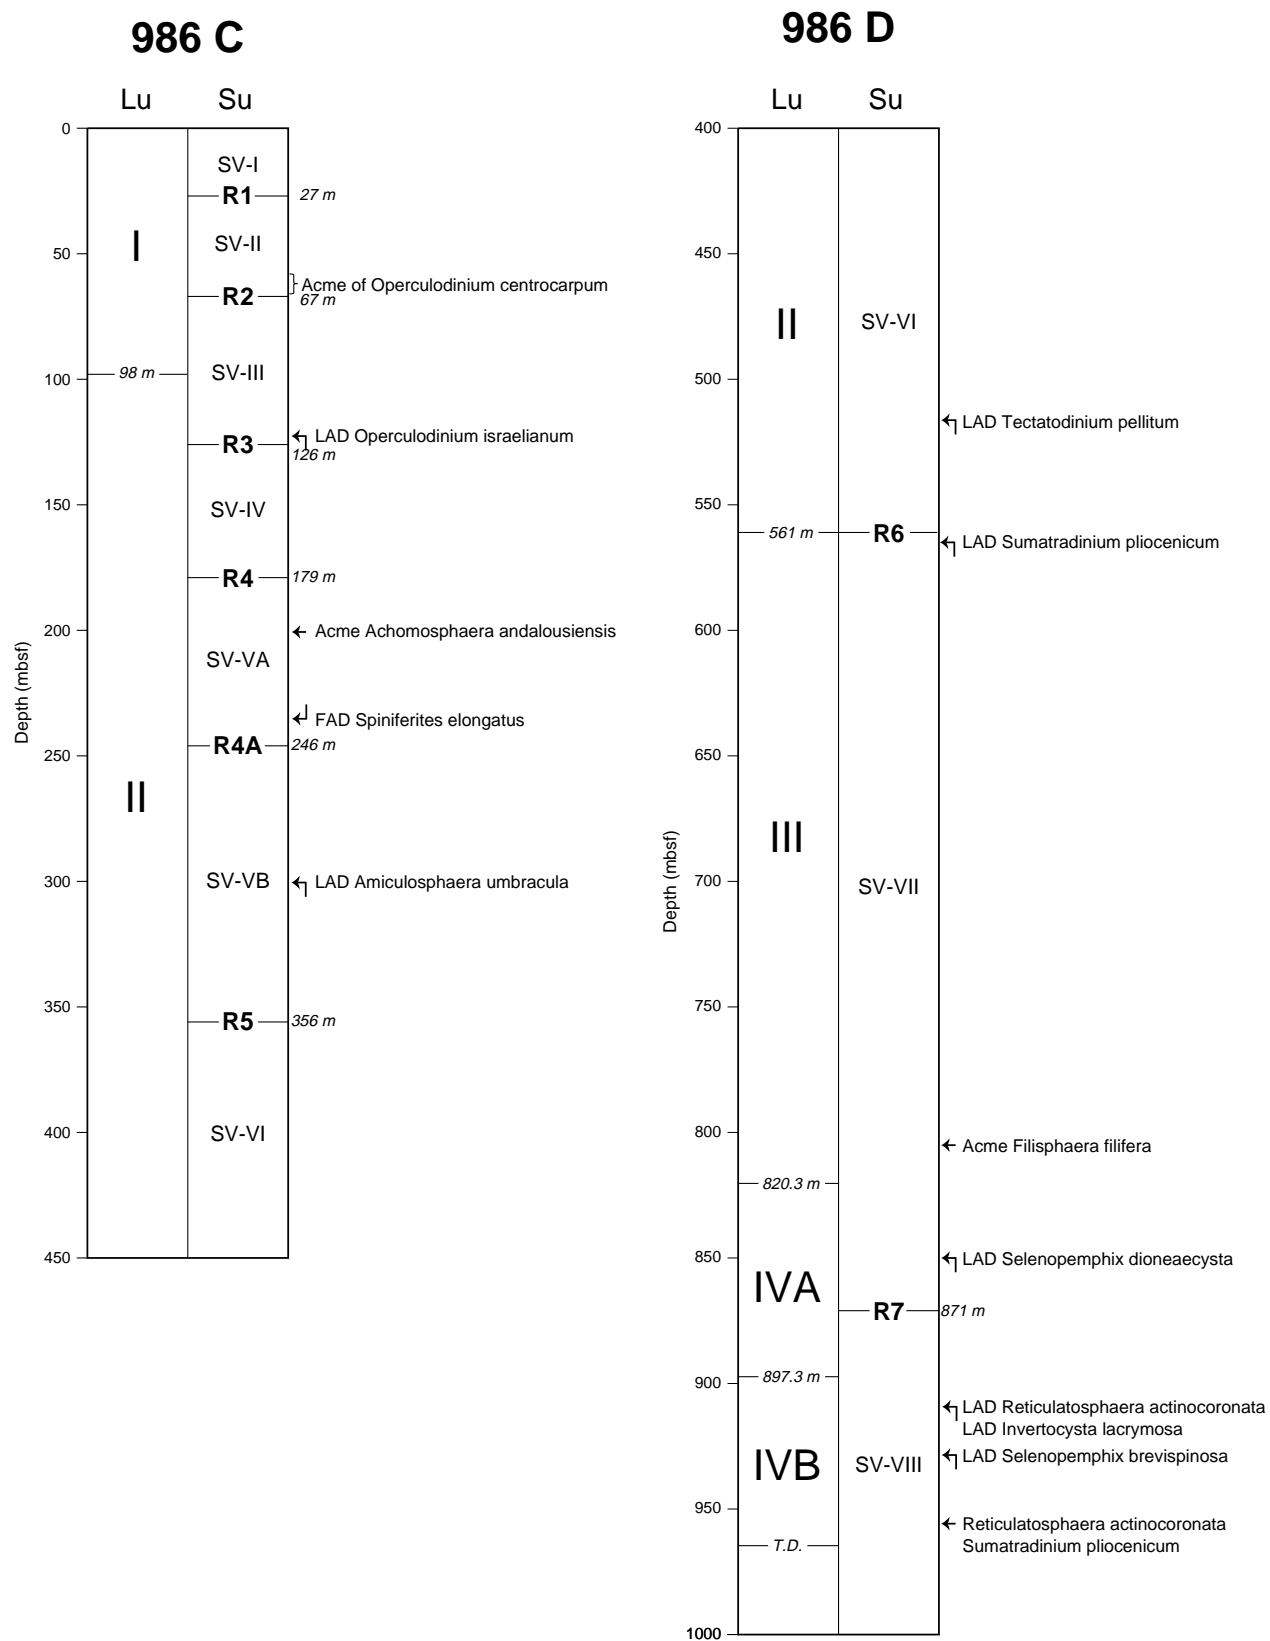 986 C
Lu Su
0
SV-I
R1 27 m
I
SV-II
50
Acme of Operculodinium centrocarpum
R2 67 m
98 m
SV-III
100
LAD Operculodinium israelianum
R3 126 m
150
SV-IV
R4 179 m
200
Acme Achomosphaera andalousiensis
SV-VA
Depth (mbsf)
FAD Spiniferites elongatus
R4A 246 m
250
II
300
SV-VB
LAD Amiculosphaera umbracula
350
R5 356 m
400
SV-VI
450
986 D
Lu Su
400
450
II
SV-VI
500
LAD Tectatodinium pellitum
550
561 m R6
LAD Sumatradinium pliocenicum
600
650
III
Depth (mbsf)
700
SV-VII
750
800
Acme Filisphaera filifera
820.3 m
850
LAD Selenopemphix dioneaecysta
IVA
R7 871 m
897.3 m
900
LAD Reticulatosphaera actinocoronata
LAD Invertocysta lacrymosa
LAD Selenopemphix brevispinosa
IVB
SV-VIII
950
Reticulatosphaera actinocoronata
Sumatradinium pliocenicum
T.D.
1000